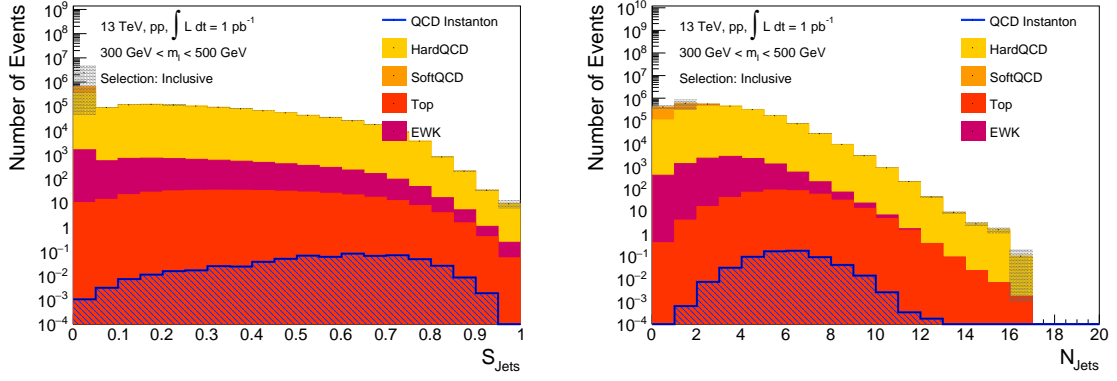 Number of Events
10^9
10^8
10^7
10^6
10^5
10^4
10^3
10^2
10
1
10^−1
10^−2
10^−3
10^−4
13 TeV, pp, ∫ L dt = 1 pb^-1
300 GeV < m_I < 500 GeV
Selection: Inclusive
QCD Instanton
HardQCD
SoftQCD
Top
EWK
0 0.1 0.2 0.3 0.4 0.5 0.6 0.7 0.8 0.9 1
S_Jets
Number of Events
10^10
10^9
10^8
10^7
10^6
10^5
10^4
10^3
10^2
10
1
10^−1
10^−2
10^−3
10^−4
13 TeV, pp, ∫ L dt = 1 pb^-1
300 GeV < m_I < 500 GeV
Selection: Inclusive
QCD Instanton
HardQCD
SoftQCD
Top
EWK
0 2 4 6 8 10 12 14 16 18 20
N_Jets